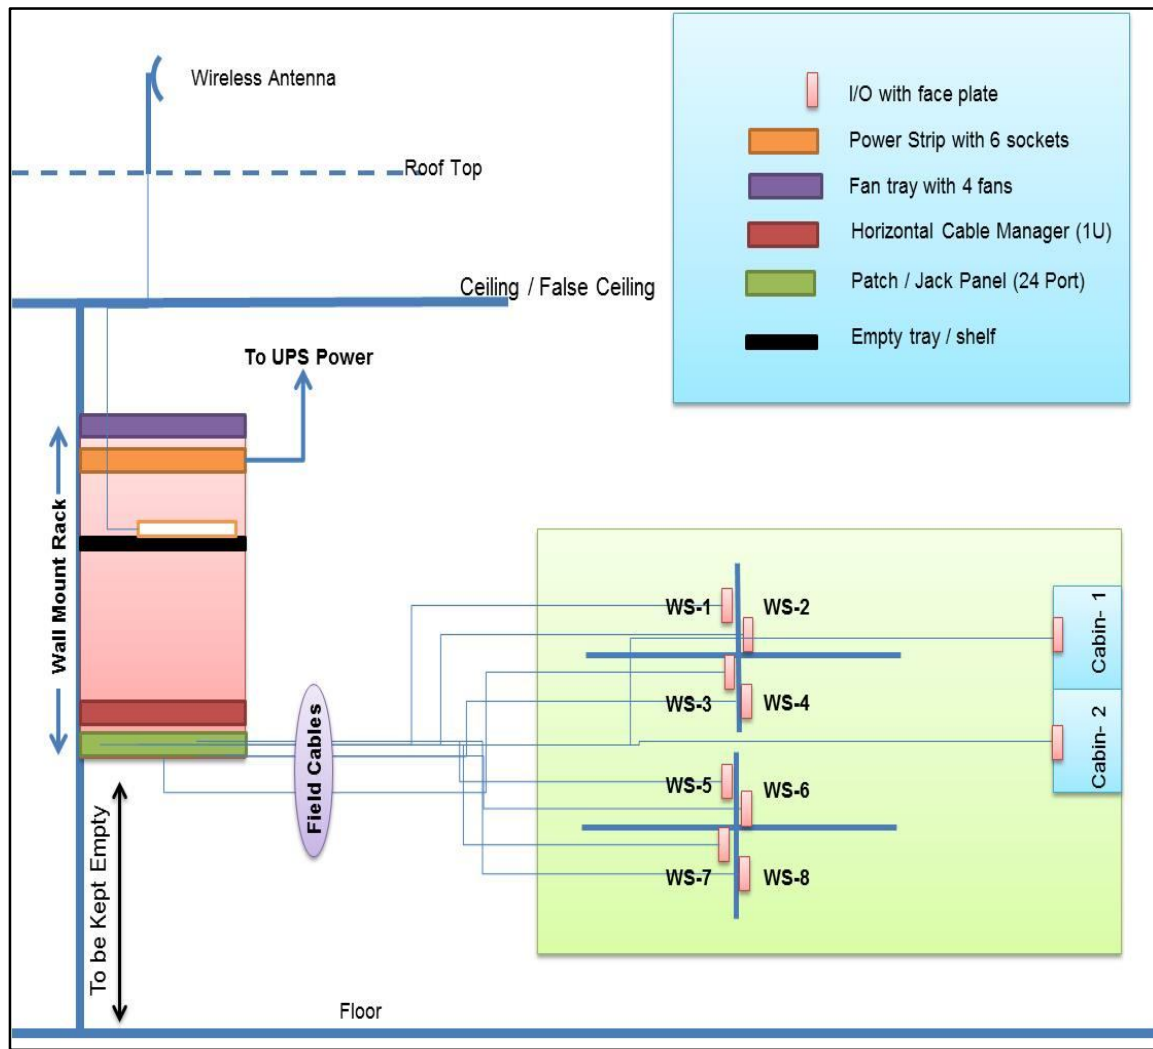 Wireless Antenna
Roof Top
Ceiling / False Ceiling
To UPS Power
I/O with face plate
Power Strip with 6 sockets
Fan tray with 4 fans
Horizontal Cable Manager (1U)
Patch / Jack Panel (24 Port)
Empty tray / shelf
Wall Mount Rack
Field Cables
To be Kept Empty
WS-1
WS-2
WS-3
WS-4
WS-5
WS-6
WS-7
WS-8
Cabin- 1
Cabin- 2
Floor